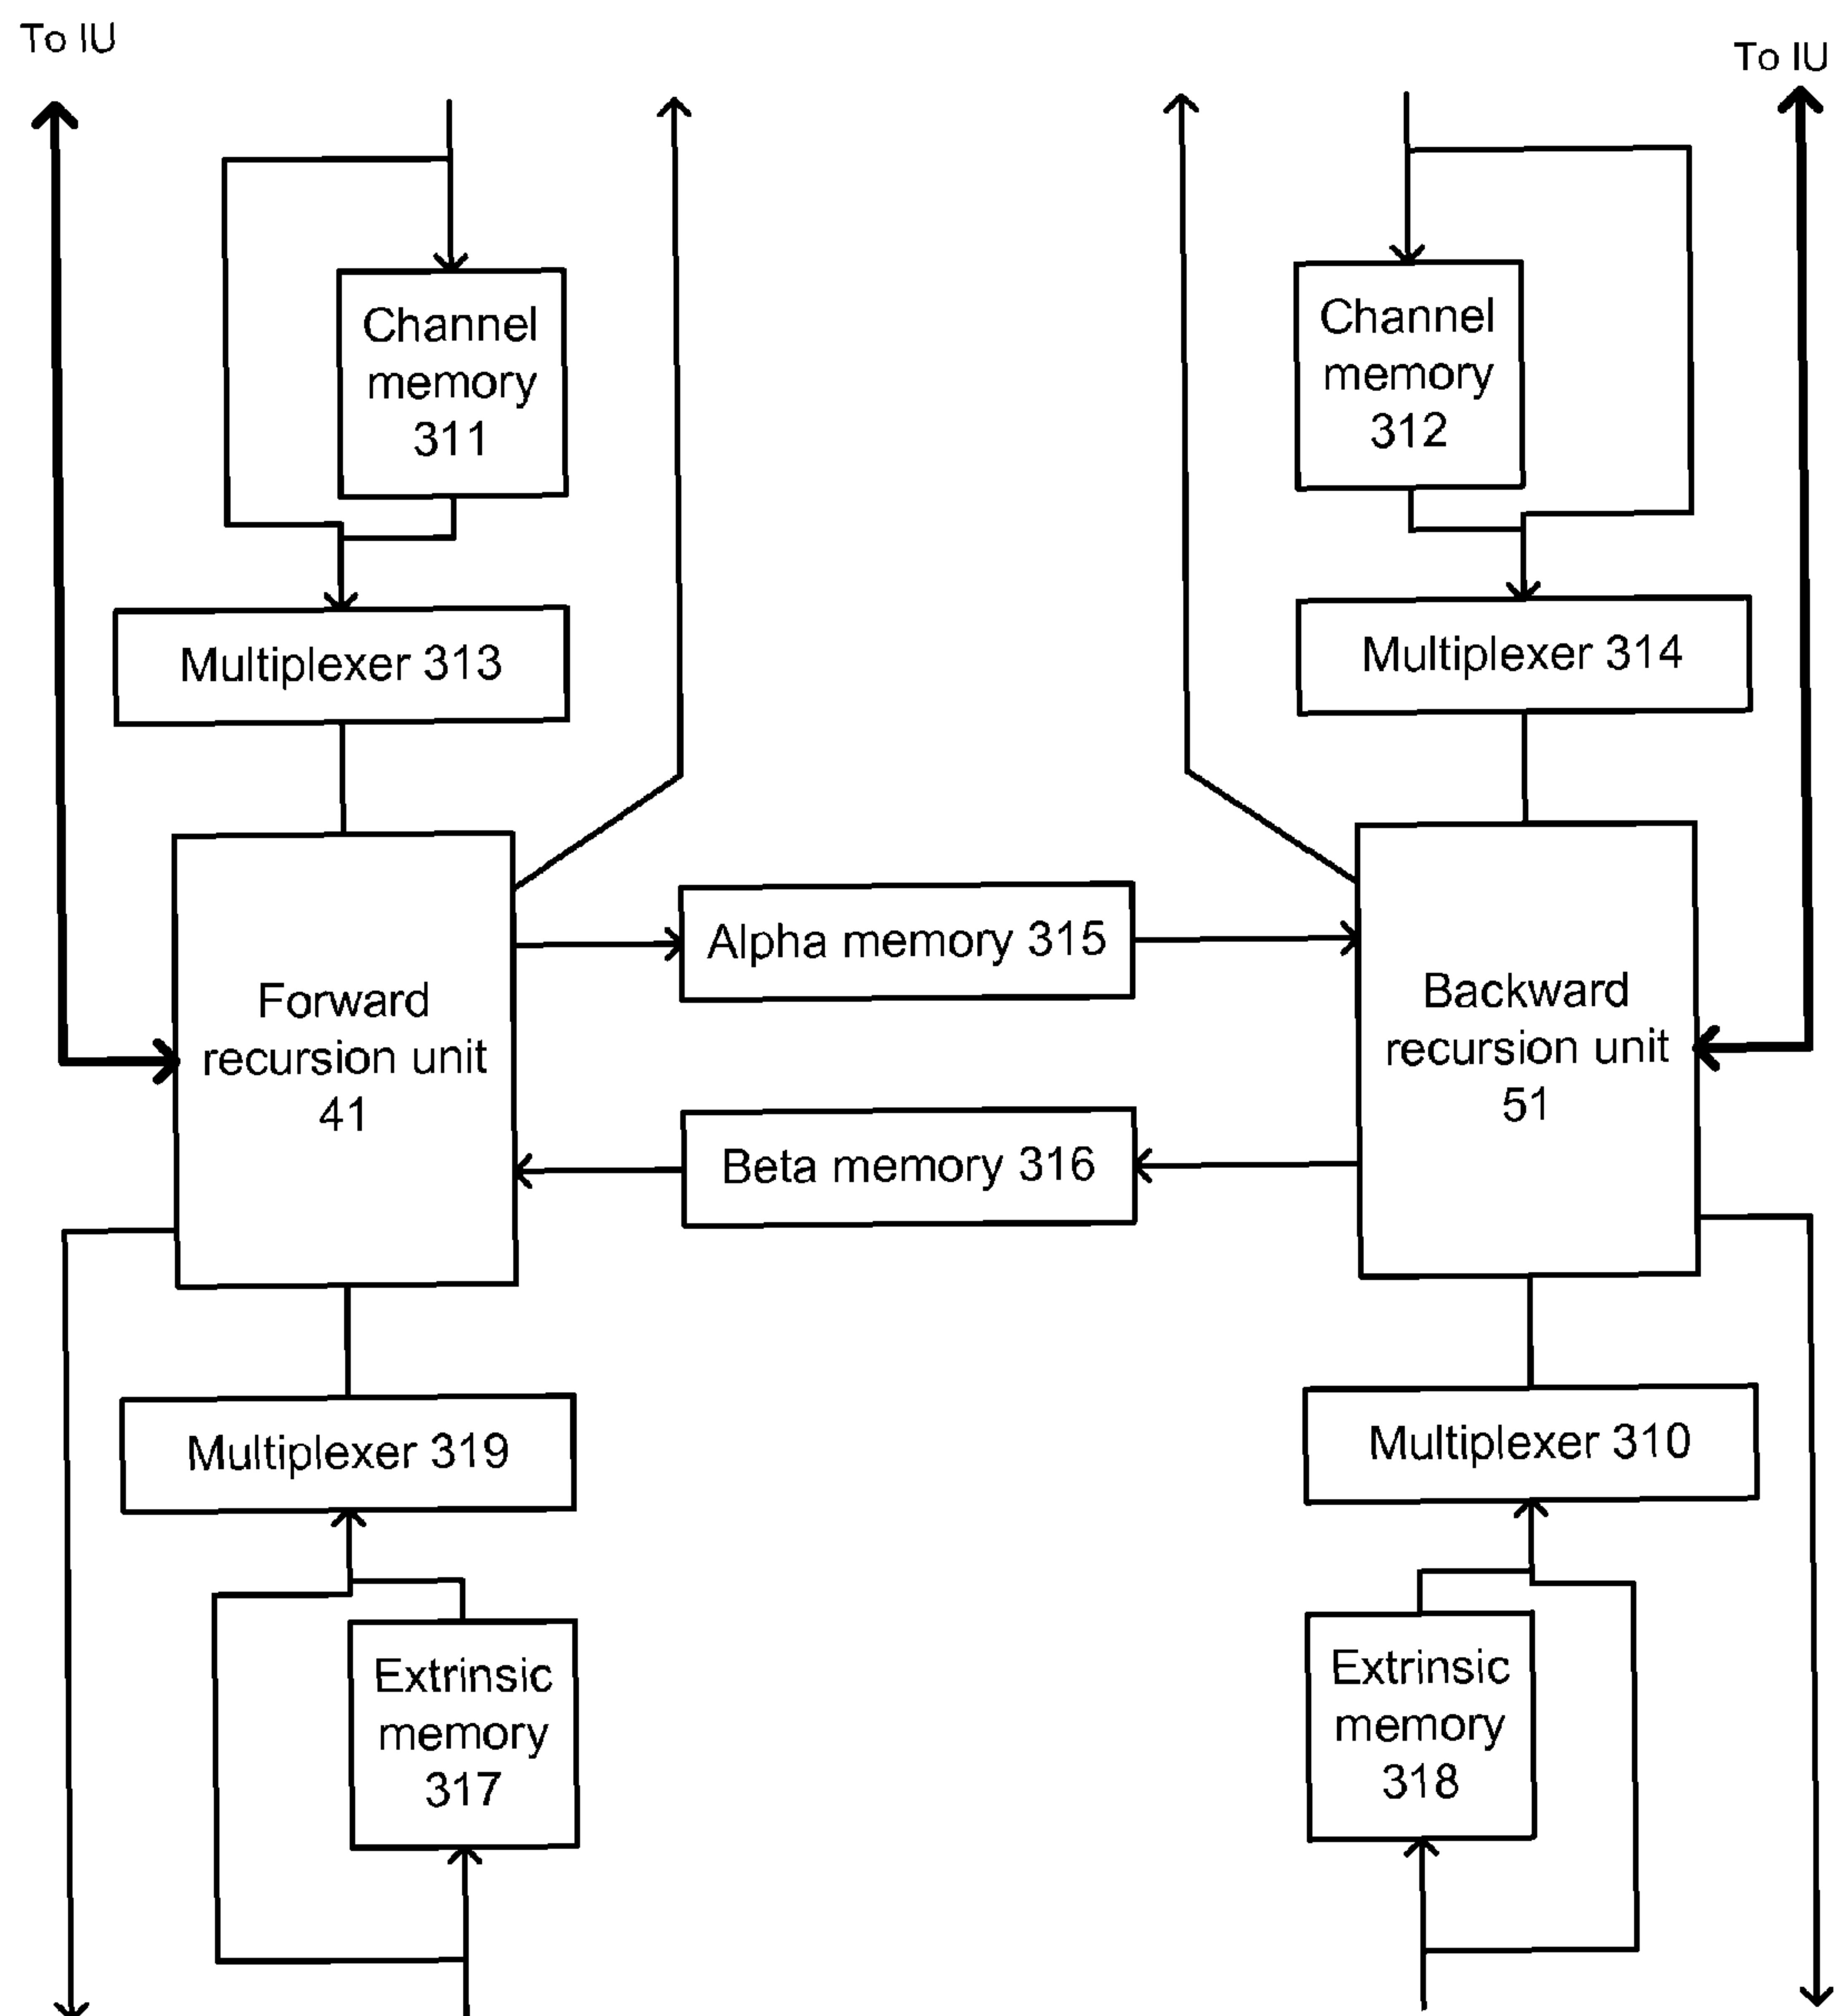 To IU
To IU
Channel
memory
311
Channel
memory
312
Multiplexer 313
Multiplexer 314
Forward
recursion unit
41
Alpha memory 315
Beta memory 316
Backward
recursion unit
51
Multiplexer 319
Multiplexer 310
Extrinsic
memory
317
Extrinsic
memory
318